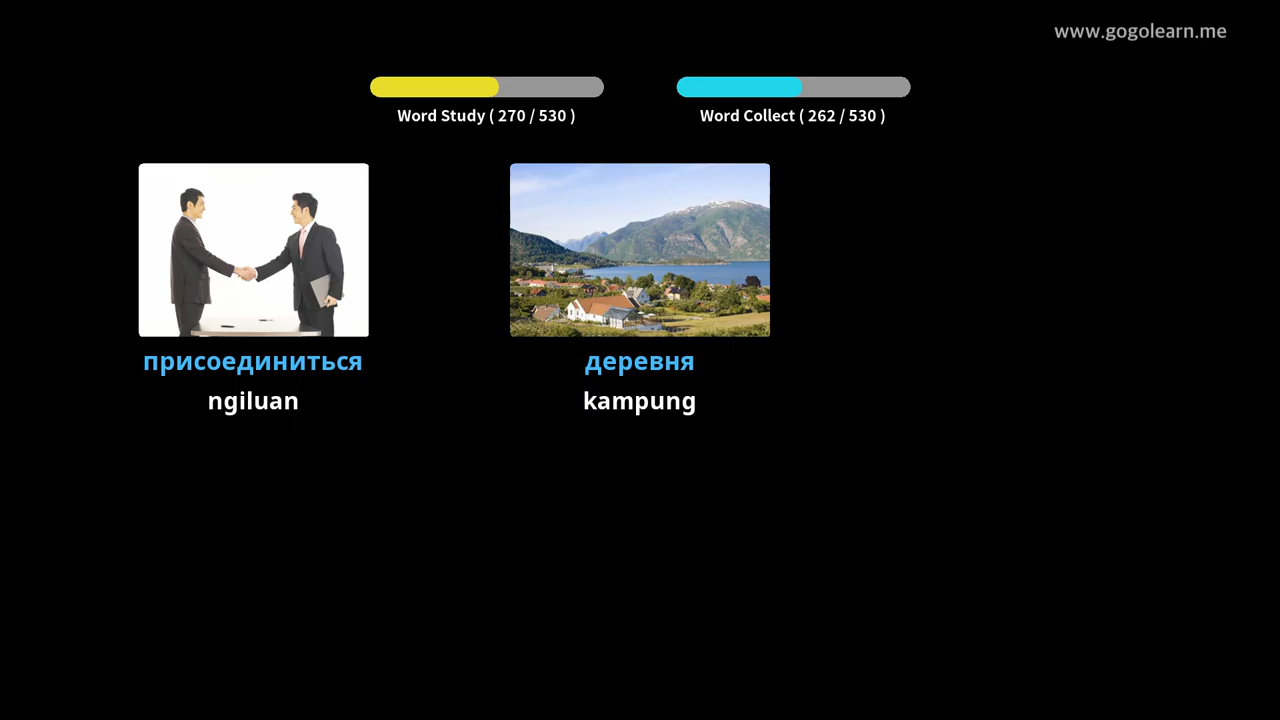 www.gogolearn.me
Word Study ( 270 / 530 )
Word Collect ( 262 / 530 )
присоединиться
деревня
ngiluan
kampung